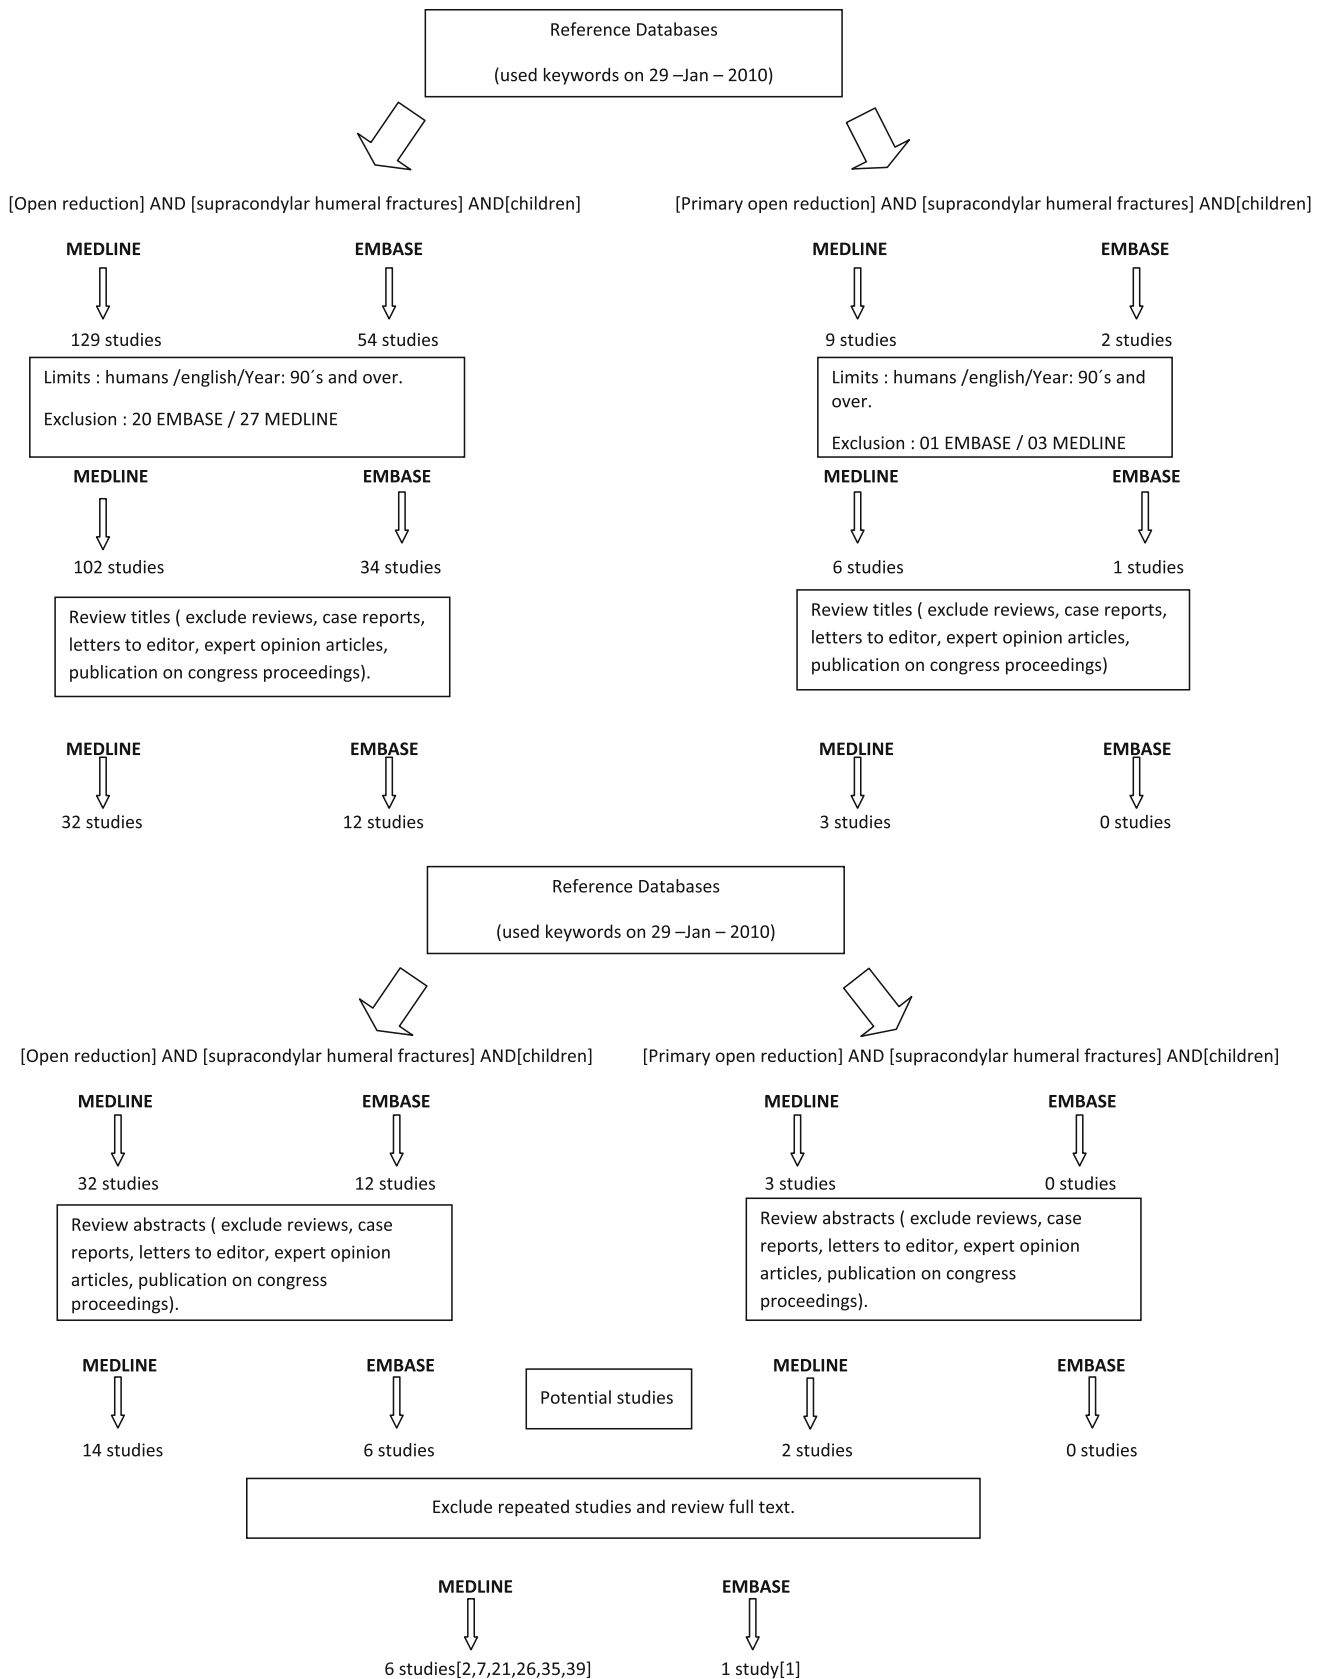 Reference Databases
(used keywords on 29 –Jan – 2010)
[Open reduction] AND [supracondylar humeral fractures] AND[children]
[Primary open reduction] AND [supracondylar humeral fractures] AND[children]
MEDLINE
EMBASE
MEDLINE
EMBASE
129 studies
54 studies
9 studies
2 studies
Limits : humans /english/Year: 90´s and over.
Exclusion : 20 EMBASE / 27 MEDLINE
Limits : humans /english/Year: 90´s and
over.
Exclusion : 01 EMBASE / 03 MEDLINE
MEDLINE
EMBASE
MEDLINE
EMBASE
102 studies
34 studies
6 studies
1 studies
Review titles ( exclude reviews, case reports,
letters to editor, expert opinion articles,
publication on congress proceedings).
Review titles ( exclude reviews, case reports,
letters to editor, expert opinion articles,
publication on congress proceedings)
MEDLINE
EMBASE
MEDLINE
EMBASE
32 studies
12 studies
3 studies
0 studies
Reference Databases
(used keywords on 29 –Jan – 2010)
[Open reduction] AND [supracondylar humeral fractures] AND[children]
[Primary open reduction] AND [supracondylar humeral fractures] AND[children]
MEDLINE
EMBASE
MEDLINE
EMBASE
32 studies
12 studies
3 studies
0 studies
Review abstracts ( exclude reviews, case
reports, letters to editor, expert opinion
articles, publication on congress
proceedings).
Review abstracts ( exclude reviews, case
reports, letters to editor, expert opinion
articles, publication on congress
proceedings).
MEDLINE
EMBASE
Potential studies
MEDLINE
EMBASE
14 studies
6 studies
2 studies
0 studies
Exclude repeated studies and review full text.
MEDLINE
EMBASE
6 studies[2,7,21,26,35,39]
1 study[1]